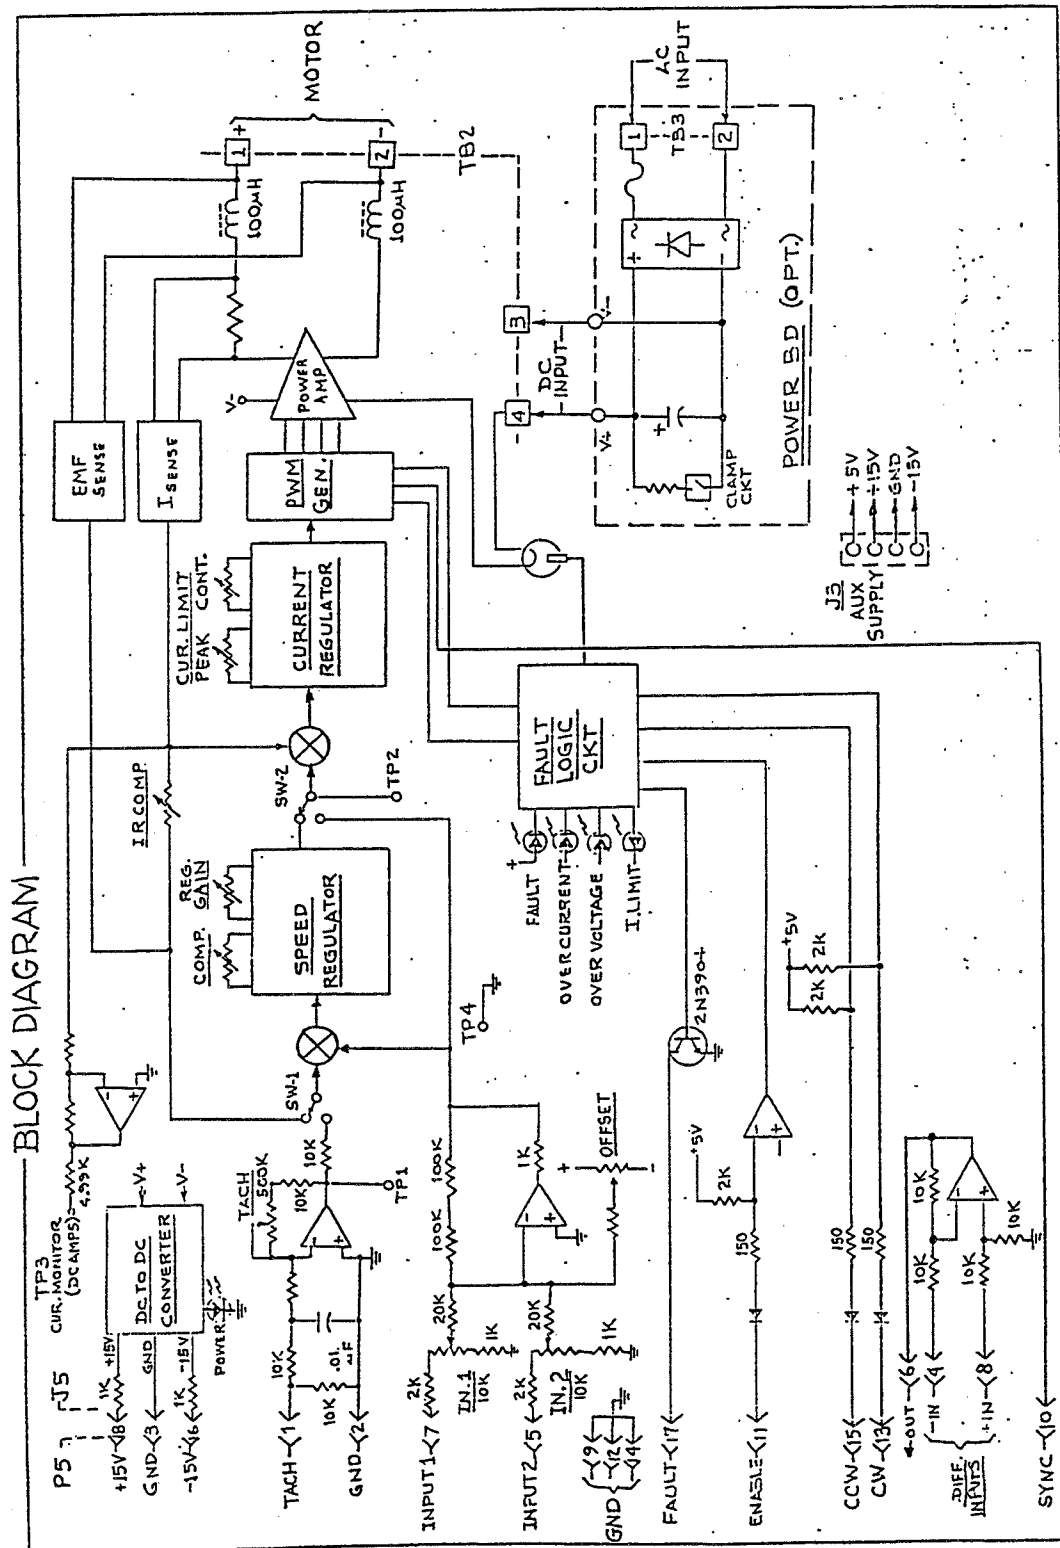 BLOCK DIAGRAM
P5
J5
+15V
18
1K
+15V
GND
3
GND
-15V
16
1K
-15V
DC TO DC
CONVERTER
V+
V-
POWER
TP3
CUR. MONITOR
(DC AMPS)
4.99K
-
+
TACH
1
10K
10K
.01
GND
2
TACH
500K
10K
-
+
10K
TP1
SW-1
COMP.
REG.
GAIN
SPEED
REGULATOR
IR COMP.
SW-2
TP2
CUR. LIMIT
PEAK
CONT.
CURRENT
REGULATOR
PWM
GEN.
POWER
AMP
V-
EMF
SENSE
I SENSE
100µH
100µH
1
+
2
-
MOTOR
TB2
INPUT 1
7
2K
IN.1
10K
20K
1K
100K
100K
INPUT 2
5
2K
IN.2
10K
20K
1K
-
+
1K
+
OFFSET
-
TP4
GND
9
12
14
FAULT
17
2N3904
ENABLE
11
150
2K
+5V
-
+
FAULT
LOGIC
CKT
+
FAULT
OVERCURRENT
OVER VOLTAGE
I.LIMIT
4
3
DC
INPUT
V+
V-
+
CLAMP
CKT
+
-
~
~
1
2
TB3
AC
INPUT
POWER BD (OPT.)
CCW
15
150
CW
13
150
+5V
2K
2K
OUT
6
-IN
4
+IN
8
DIFF.
INPUTS
10K
10K
10K
10K
-
+
SYNC
10
J3
AUX
SUPPLY
+5V
+15V
GND
-15V